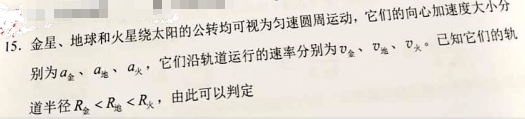 15. 金星、地球和火星绕太阳的公转均可视为匀速圆周运动，它们的向心加速度大小分
别为a金、a地、a火，它们沿轨道运行的速率分别为v金、v地、v火。已知它们的轨
道半径R金<R地<R火，由此可以判定